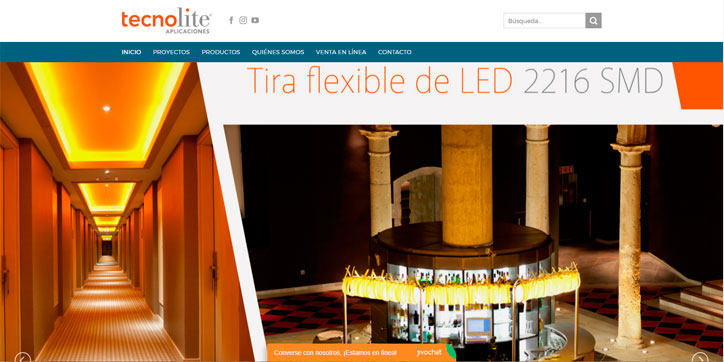 tecnolite®
APLICACIONES
Búsqueda...
INICIO PROYECTOS PRODUCTOS QUIÉNES SOMOS VENTA EN LÍNEA CONTACTO
Tira flexible de LED 2216 SMD
Converse con nosotros, ¡Estamos en línea! yvochat